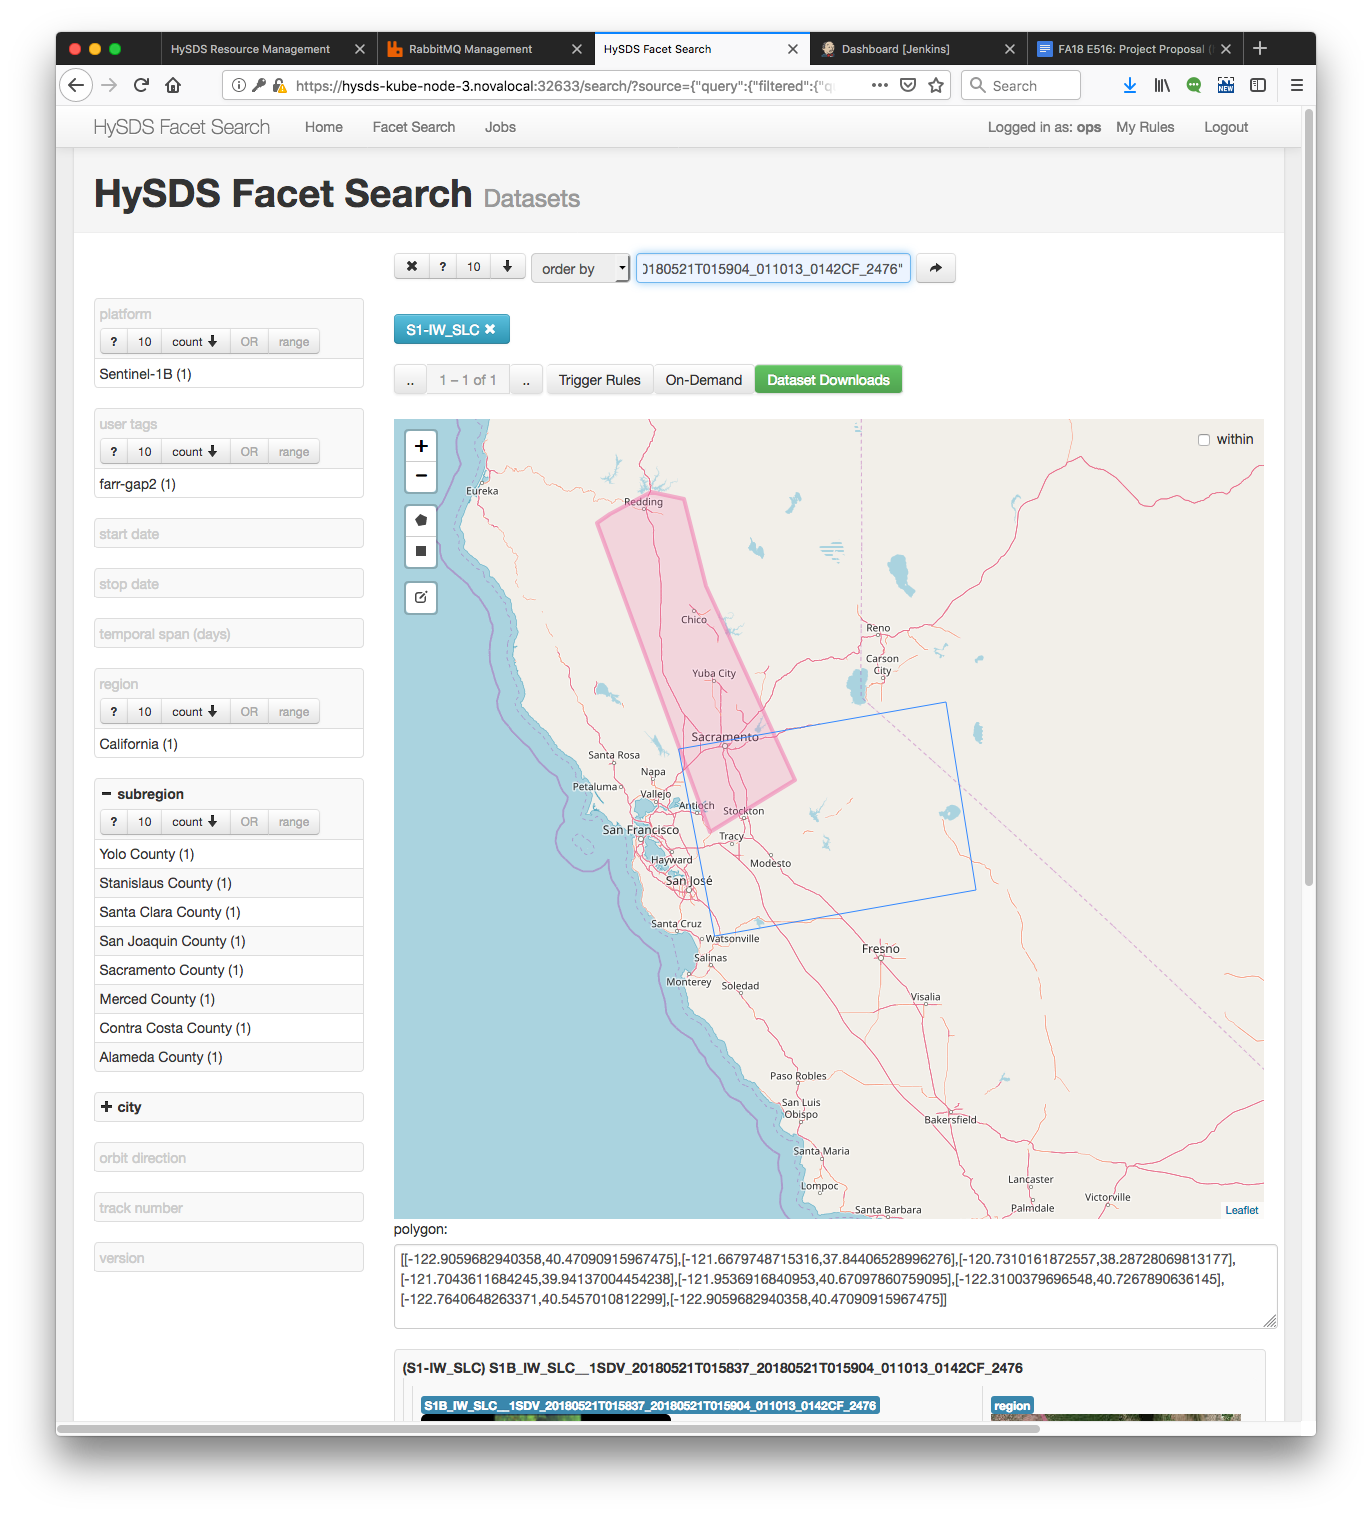 HySDS Resource Management
RabbitMQ Management
HySDS Facet Search
Dashboard [Jenkins]
FA18 E516: Project Proposal
https://hysds-kube-node-3.novalocal:32633/search/?source={"query":{"filtered":{"qu
Search
NEW
HySDS Facet Search Home Facet Search Jobs Logged in as: ops My Rules Logout
HySDS Facet Search Datasets
? 10 order by 0180521T015904_011013_0142CF_2476"
S1-IW_SLC
.. 1 – 1 of 1 .. Trigger Rules On-Demand Dataset Downloads
platform
? 10 count OR range
Sentinel-1B (1)
user tags
? 10 count OR range
farr-gap2 (1)
start date
stop date
temporal span (days)
region
? 10 count OR range
California (1)
subregion
? 10 count OR range
Yolo County (1)
Stanislaus County (1)
Santa Clara County (1)
San Joaquin County (1)
Sacramento County (1)
Merced County (1)
Contra Costa County (1)
Alameda County (1)
city
orbit direction
track number
version
+
−
within
Eureka
Redding
Chico
Reno
Carson
City
Yuba City
Sacramento
Santa Rosa
Napa
Petaluma
Vallejo
Antioch
Stockton
San Francisco
Tracy
Hayward
Modesto
San José
Santa Cruz
Watsonville
Salinas
Fresno
Monterey
Soledad
Visalia
Paso Robles
San Luis
Obispo
Bakersfield
Santa Maria
Lompoc
Lancaster
Victorville
Palmdale
Santa Barbara
Leaflet
polygon:
[[-122.9059682940358,40.47090915967475],[-121.6679748715316,37.84406528996276],[-120.7310161872557,38.28728069813177],
[-121.7043611684245,39.94137004454238],[-121.9536916840953,40.67097860759095],[-122.3100379696548,40.7267890636145],
[-122.7640648263371,40.5457010812299],[-122.9059682940358,40.47090915967475]]
(S1-IW_SLC) S1B_IW_SLC__1SDV_20180521T015837_20180521T015904_011013_0142CF_2476
S1B_IW_SLC__1SDV_20180521T015837_20180521T015904_011013_0142CF_2476
region